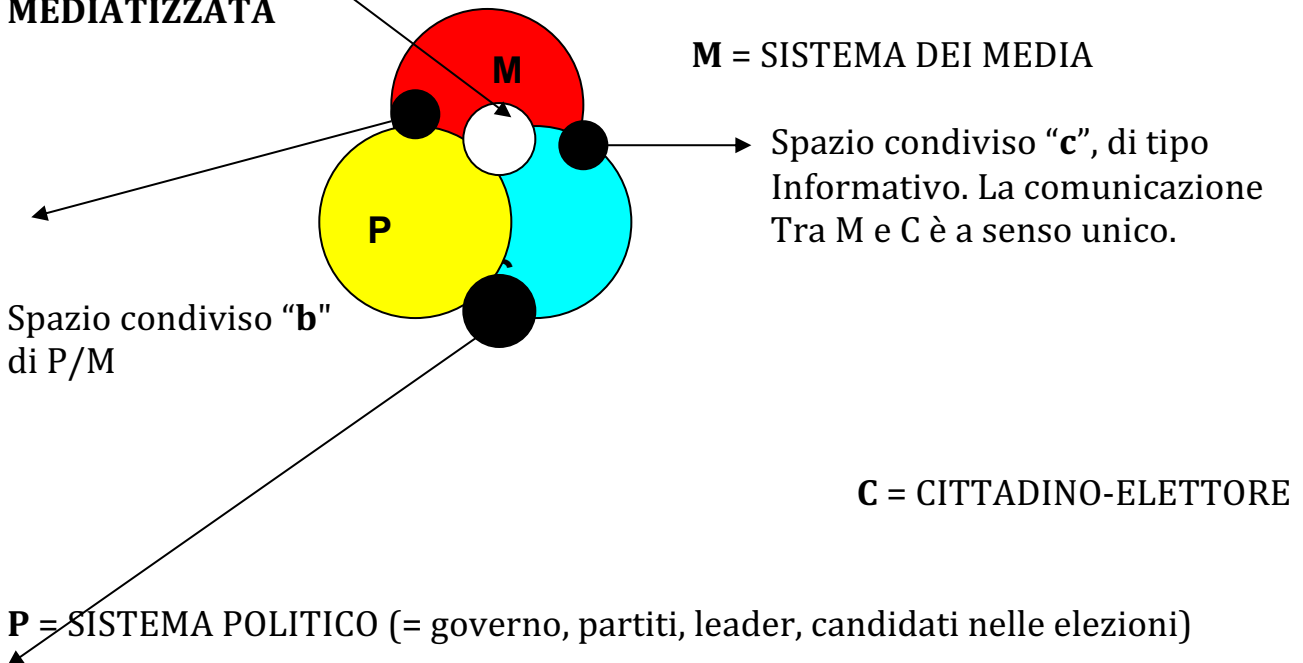 MEDIATIZZATA
M
M = SISTEMA DEI MEDIA
Spazio condiviso “c”, di tipo
Informativo. La comunicazione
Tra M e C è a senso unico.
P
Spazio condiviso “b"
di P/M
C = CITTADINO-ELETTORE
P = SISTEMA POLITICO (= governo, partiti, leader, candidati nelle elezioni)